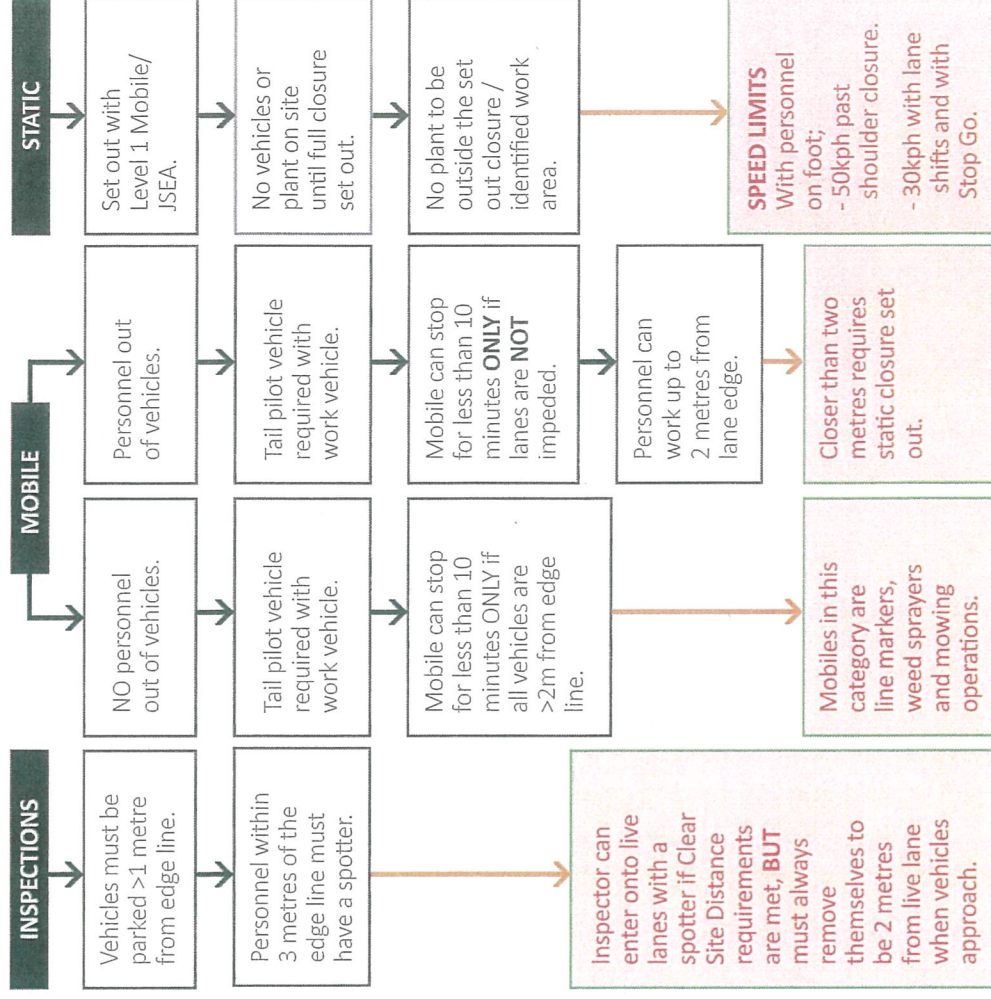 INSPECTIONS
Vehicles must be
parked >1 metre
from edge line.
Personnel within
3 metres of the
edge line must
have a spotter.
Inspector can
enter onto live
lanes with a
spotter if Clear
Site Distance
requirements
are met, BUT
must always
remove
themselves to
be 2 metres
from live lane
when vehicles
approach.
MOBILE
NO personnel
out of vehicles.
Tail pilot vehicle
required with
work vehicle.
Mobile can stop
for less than 10
minutes ONLY if
all vehicles are
>2m from edge
line.
Mobiles in this
category are
line markers,
weed sprayers
and mowing
operations.
Personnel out
of vehicles.
Tail pilot vehicle
required with
work vehicle.
Mobile can stop
for less than 10
minutes ONLY if
lanes are NOT
impeded.
Personnel can
work up to
2 metres from
lane edge.
Closer than two
metres requires
static closure set
out.
STATIC
Set out with
Level 1 Mobile/
JSEA.
No vehicles or
plant on site
until full closure
set out.
No plant to be
outside the set
out closure /
identified work
area.
SPEED LIMITS
With personnel
on foot;
- 50kph past
shoulder closure.
- 30kph with lane
shifts and with
Stop Go.